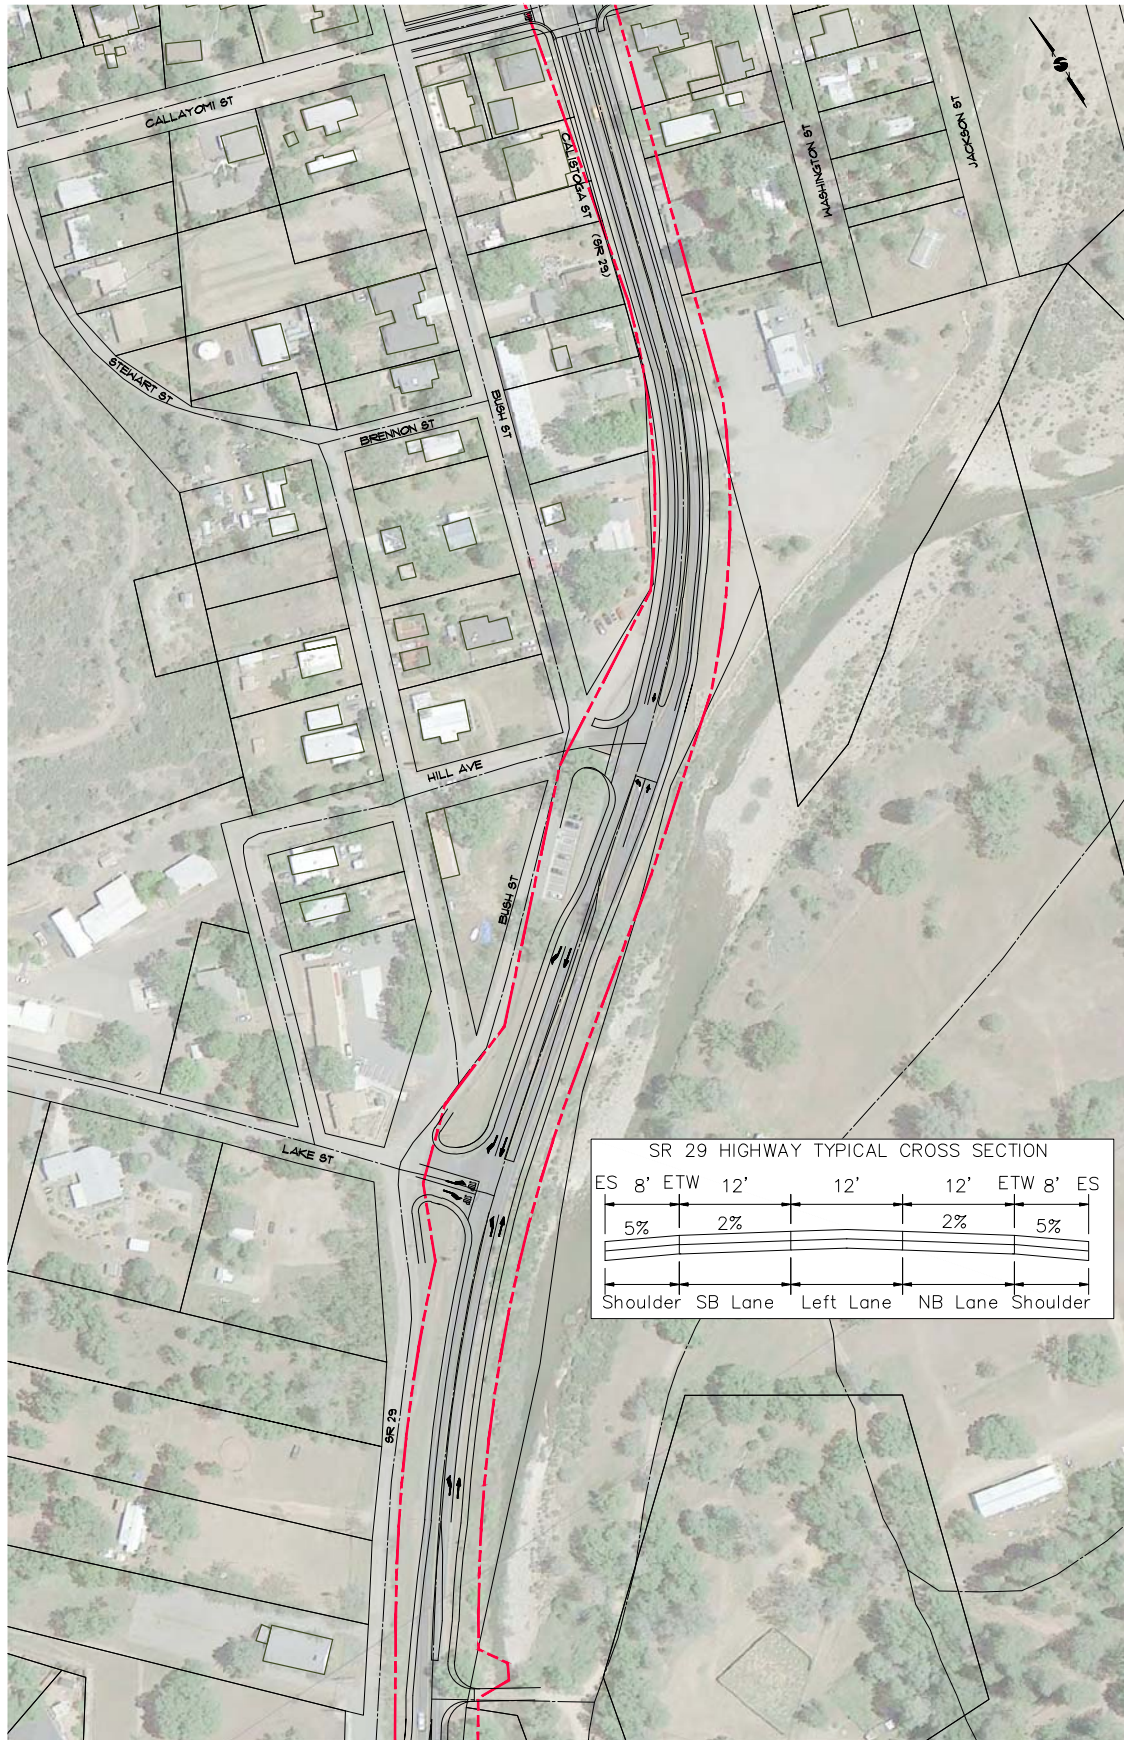 CALLAYOMI ST
CALISTOGA ST (SR 29)
WASHINGTON ST
JACKSON ST
STEWART ST
BRENNON ST
BUSH ST
HILL AVE
BUSH ST
LAKE ST
SR 29
SR 29 HIGHWAY TYPICAL CROSS SECTION
ES 8' ETW 12' 12' 12' ETW 8' ES
5% 2% 2% 5%
Shoulder SB Lane Left Lane NB Lane Shoulder